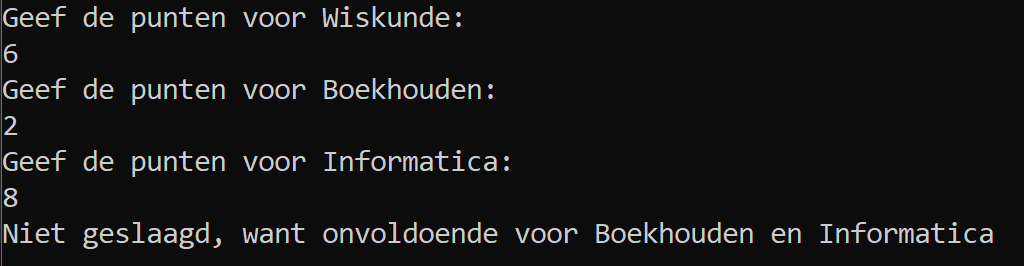 Geef de punten voor Wiskunde:
6
Geef de punten voor Boekhouden:
2
Geef de punten voor Informatica:
8
Niet geslaagd, want onvoldoende voor Boekhouden en Informatica